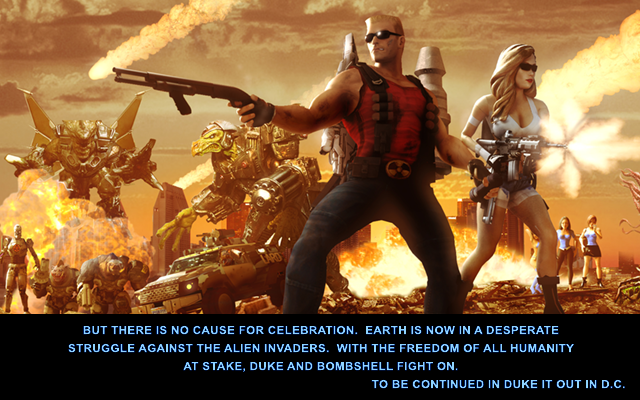 BUT THERE IS NO CAUSE FOR CELEBRATION. EARTH IS NOW IN A DESPERATE
STRUGGLE AGAINST THE ALIEN INVADERS. WITH THE FREEDOM OF ALL HUMANITY
AT STAKE, DUKE AND BOMBSHELL FIGHT ON.
TO BE CONTINUED IN DUKE IT OUT IN D.C.